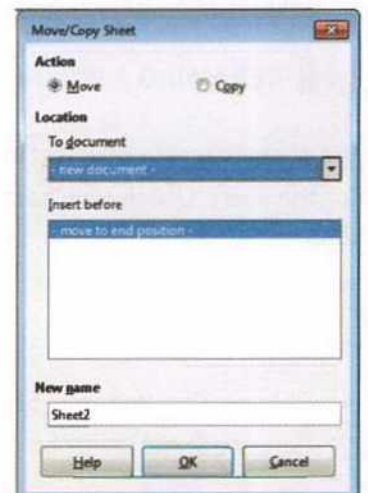 Move/Copy Sheet
Action
Move Copy
Location
To document
- new document -
Insert before
- move to end position -
New name
Sheet2
Help OK Cancel